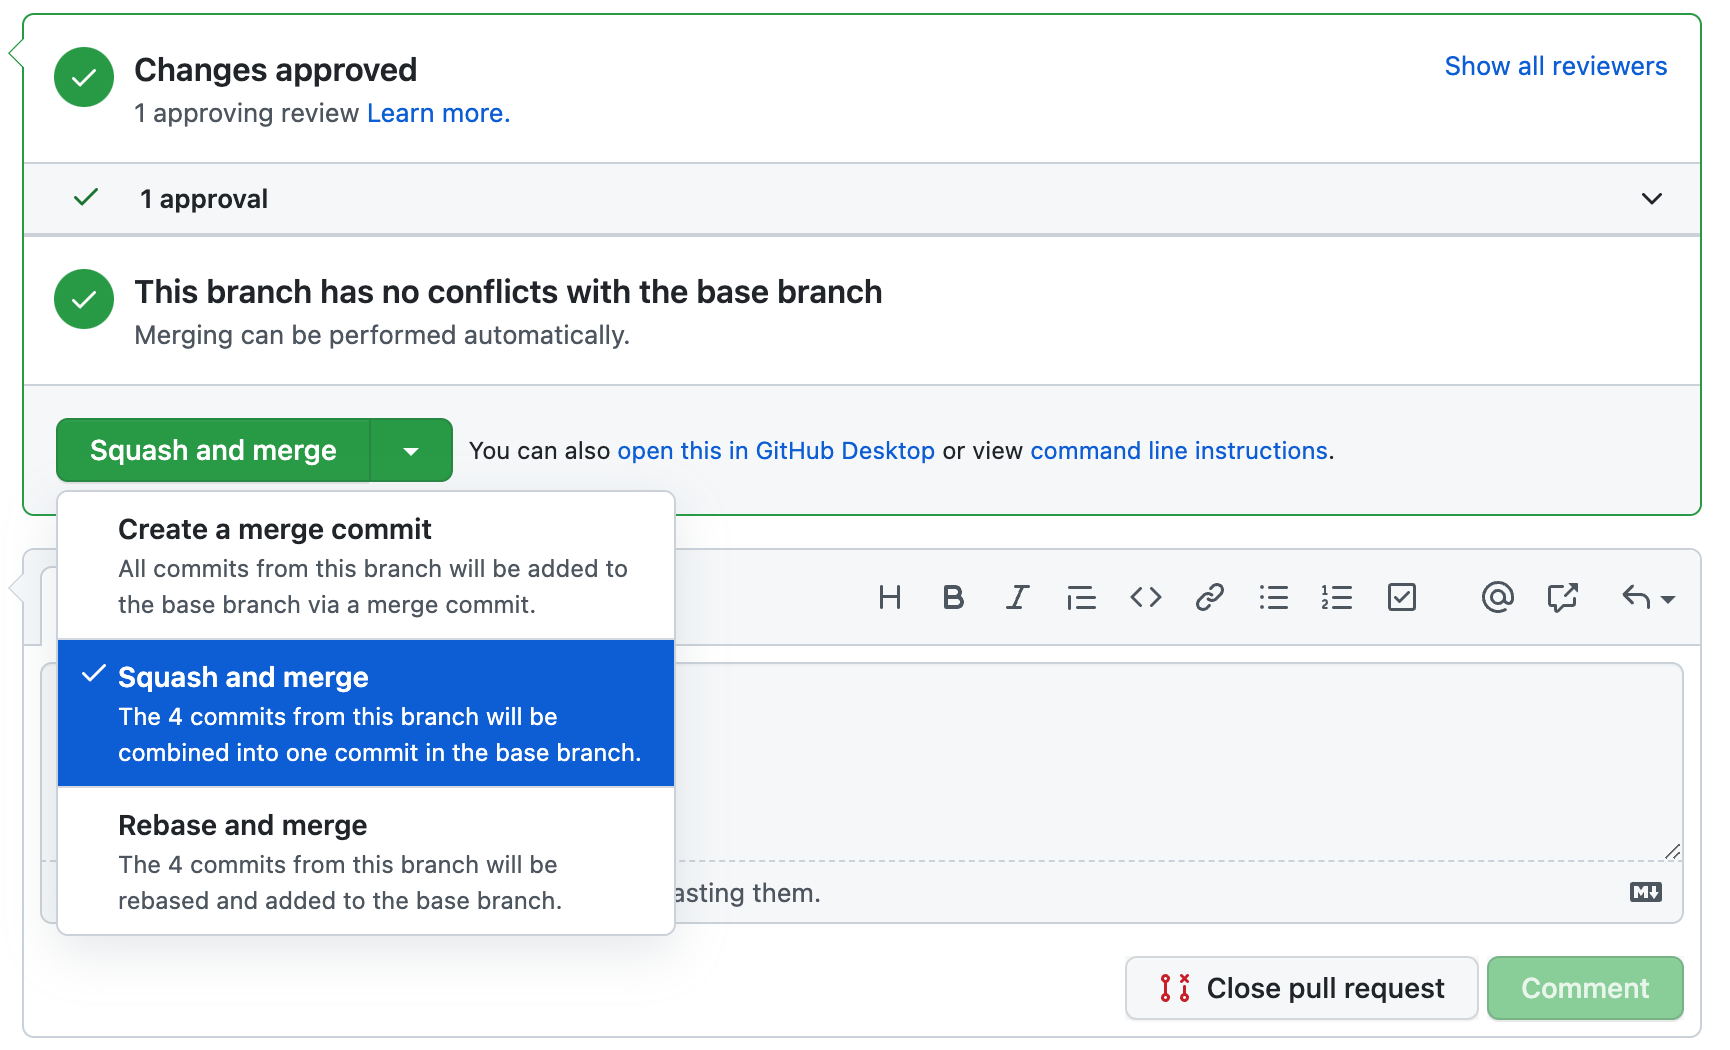 Changes approved
Show all reviewers
1 approving review Learn more.
1 approval
This branch has no conflicts with the base branch
Merging can be performed automatically.
Squash and merge
You can also open this in GitHub Desktop or view command line instructions.
Create a merge commit
All commits from this branch will be added to
the base branch via a merge commit.
Squash and merge
The 4 commits from this branch will be
combined into one commit in the base branch.
Rebase and merge
The 4 commits from this branch will be
rebased and added to the base branch.
asting them.
Close pull request
Comment